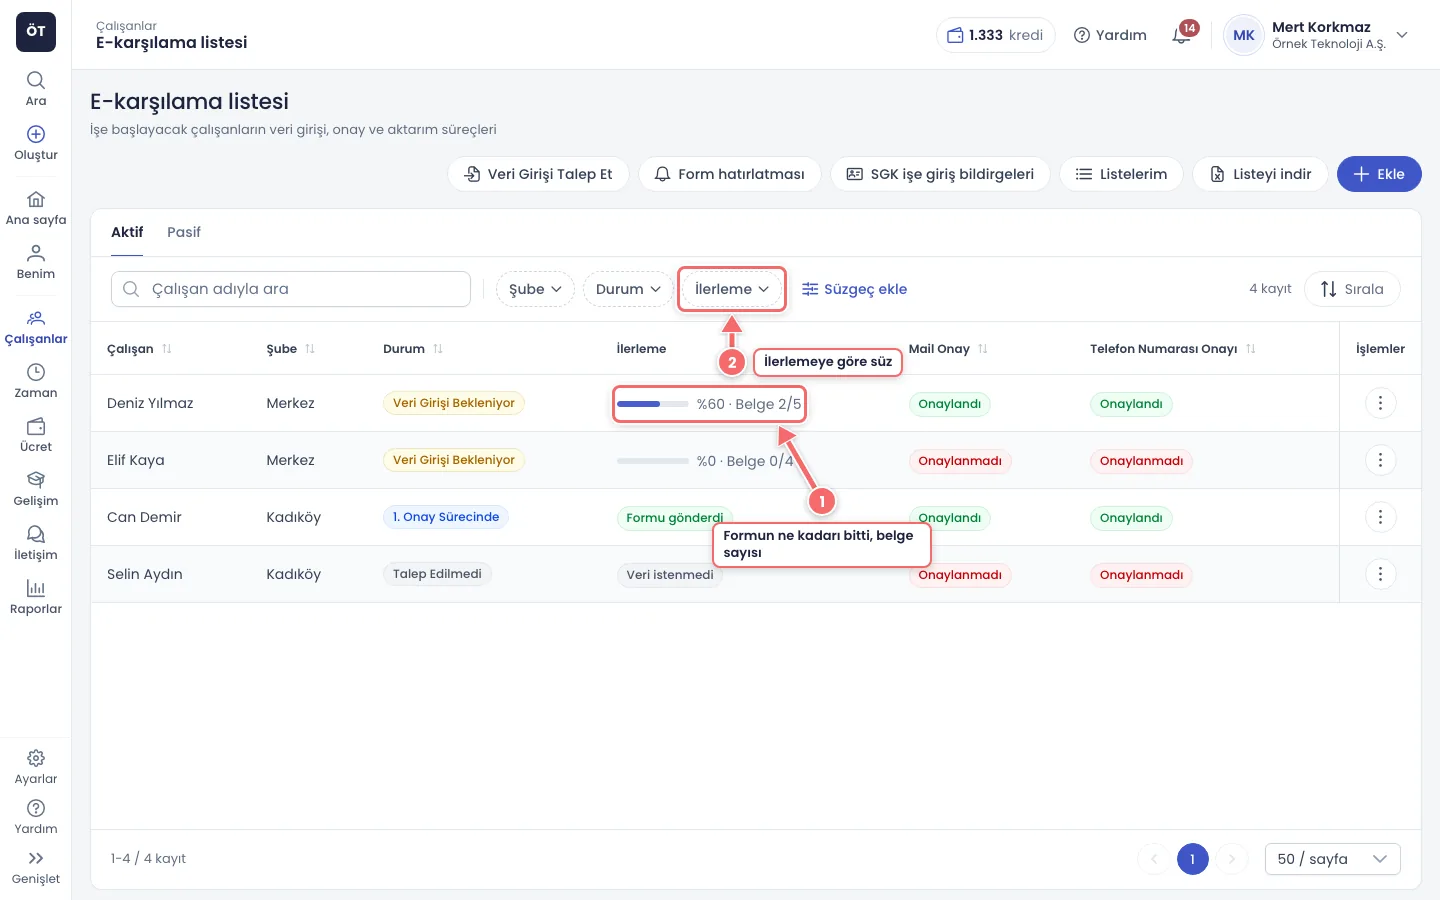 ÖT
Ara
Oluştur
Ana sayfa
Benim
Çalışanlar
Zaman
Ücret
Gelişim
İletişim
Raporlar
Ayarlar
Yardım
Genişlet
Çalışanlar
E-karşılama listesi
1.333 kredi
Yardım
14
MK
Mert Korkmaz
Örnek Teknoloji A.Ş.
E-karşılama listesi
İşe başlayacak çalışanların veri girişi, onay ve aktarım süreçleri
Veri Girişi Talep Et
Form hatırlatması
SGK işe giriş bildirgeleri
Listelerim
Listeyi indir
Ekle
Aktif
Pasif
Çalışan adıyla ara
Şube
Durum
İlerleme
Süzgeç ekle
4 kayıt
Sırala
Çalışan
Şube
Durum
İlerleme
2
İlerlemeye göre süz
Mail Onay
Telefon Numarası Onayı
İşlemler
Deniz Yılmaz
Merkez
Veri Girişi Bekleniyor
%60 · Belge 2/5
Onaylandı
Onaylandı
Elif Kaya
Merkez
Veri Girişi Bekleniyor
%0 · Belge 0/4
Onaylanmadı
Onaylanmadı
1
Can Demir
Kadıköy
1. Onay Sürecinde
Formu gönderdi
Onaylandı
Onaylandı
Formun ne kadarı bitti, belge
sayısı
Selin Aydın
Kadıköy
Talep Edilmedi
Veri istenmedi
Onaylanmadı
Onaylanmadı
1-4 / 4 kayıt
1
50 / sayfa